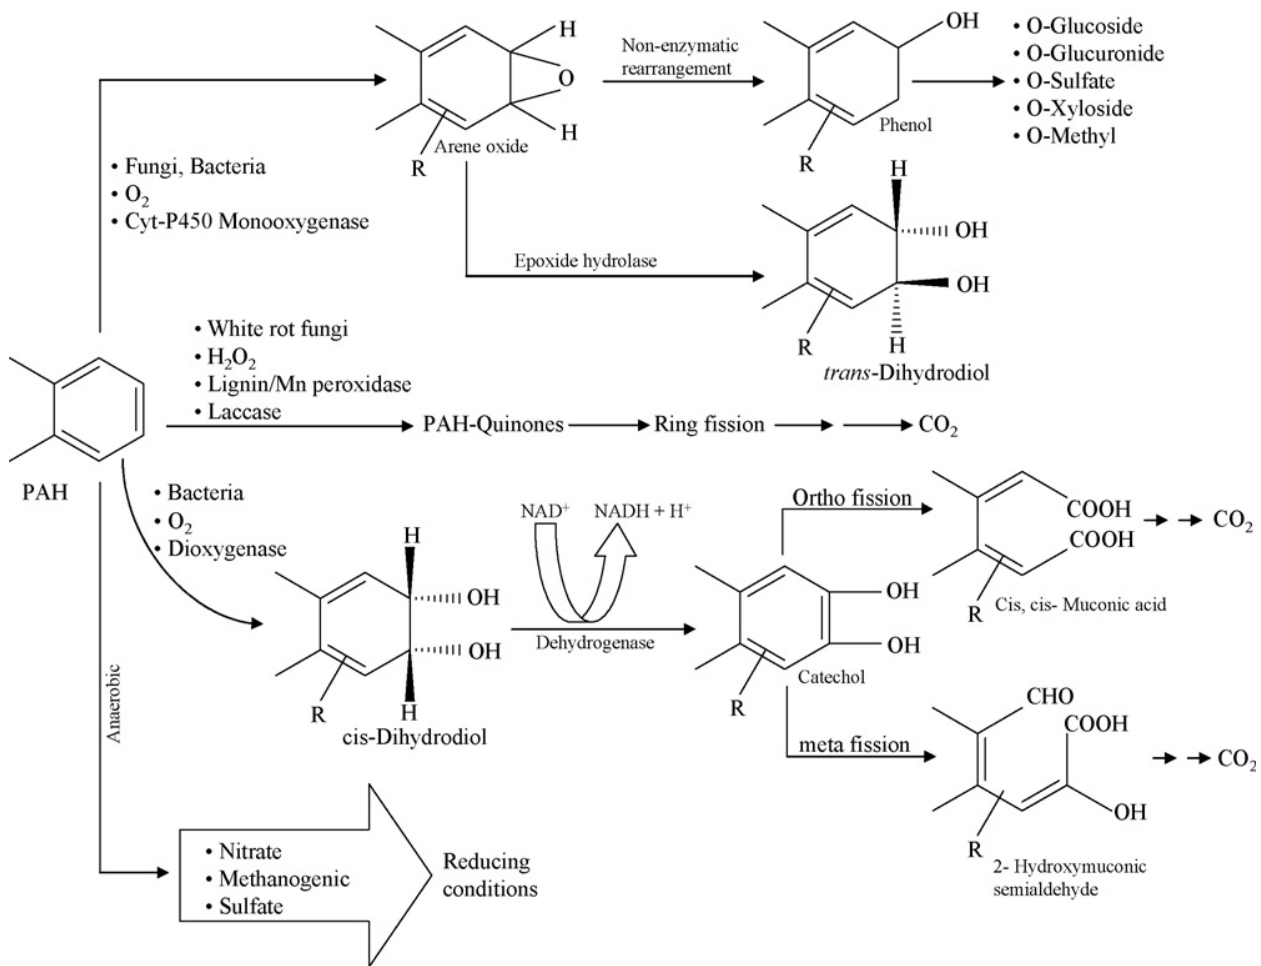 H
O
H
R
Arene oxide
Non-enzymatic
rearrangement
OH
Phenol
R
• O-Glucoside
• O-Glucuronide
• O-Sulfate
• O-Xyloside
• O-Methyl
• Fungi, Bacteria
• O₂
• Cyt-P450 Monooxygenase
Epoxide hydrolase
H
OH
OH
H
R
trans-Dihydrodiol
• White rot fungi
• H₂O₂
• Lignin/Mn peroxidase
• Laccase
PAH-Quinones
Ring fission
CO₂
PAH
• Bacteria
• O₂
• Dioxygenase
H
OH
OH
H
R
cis-Dihydrodiol
NAD⁺
NADH + H⁺
Dehydrogenase
OH
OH
R
Catechol
Ortho fission
COOH
COOH
R
Cis, cis- Muconic acid
CO₂
meta fission
CHO
COOH
OH
R
2- Hydroxymuconic
semialdehyde
CO₂
Anaerobic
• Nitrate
• Methanogenic
• Sulfate
Reducing
conditions